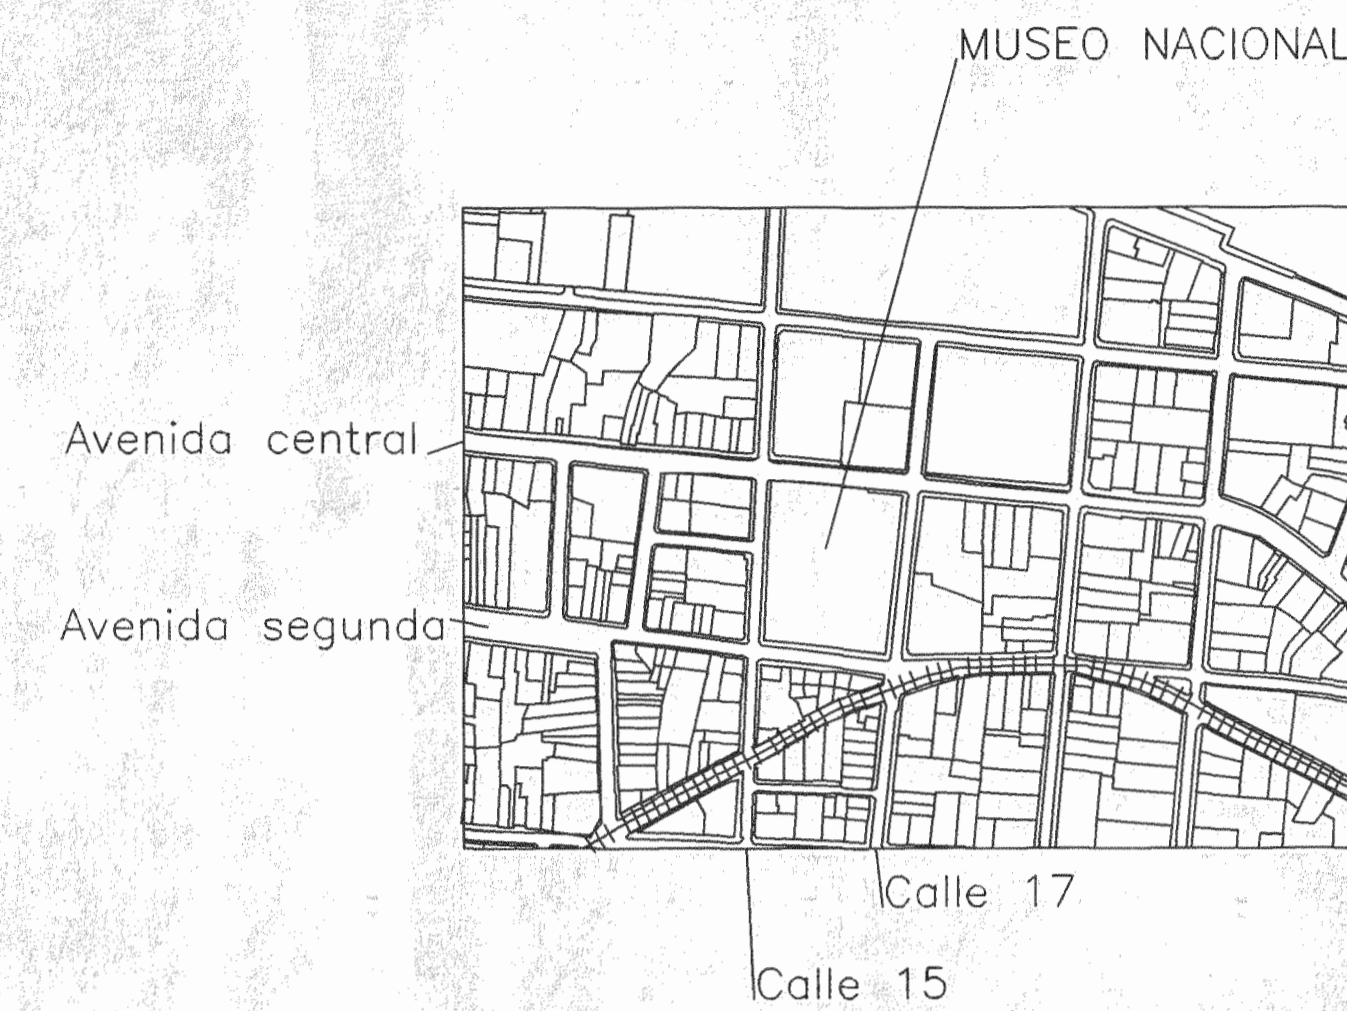 MUSEO NACIONAL
Avenida central
Avenida segunda
Calle 17
Calle 15